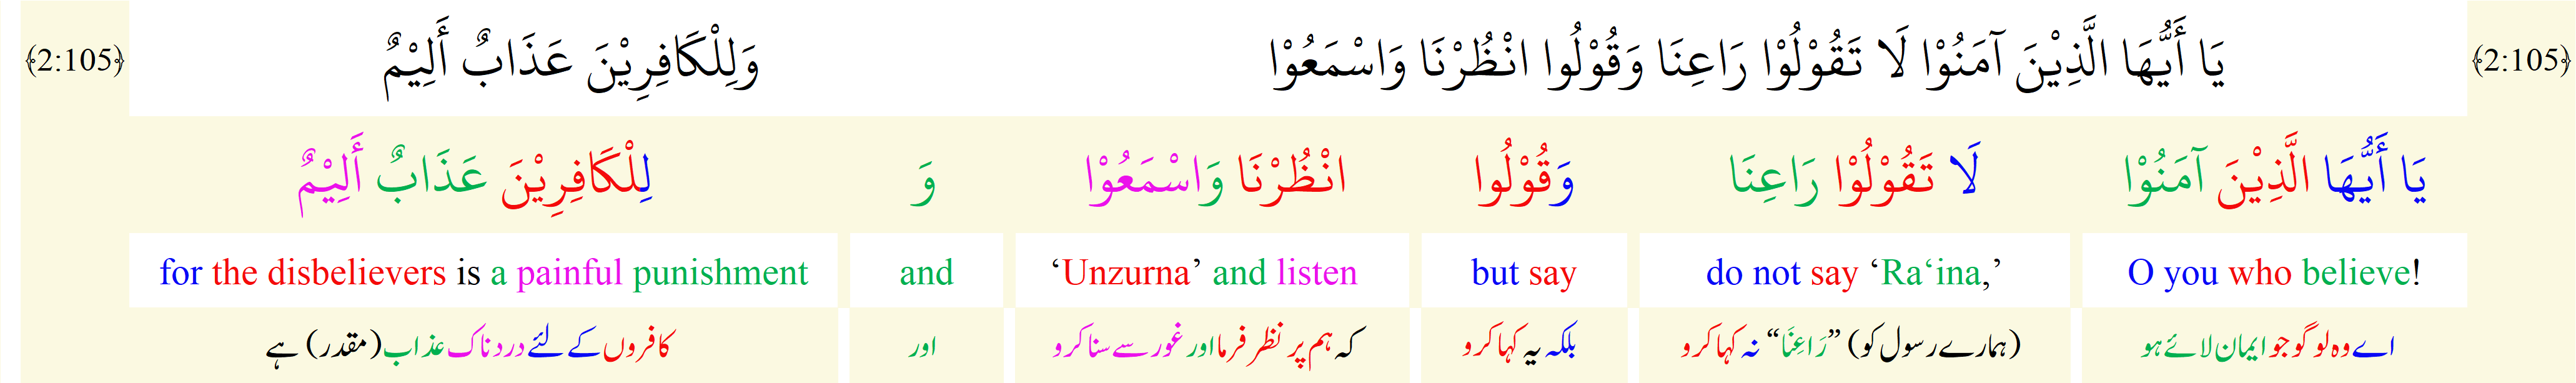 ﴾2:105﴿ يَا أَيُّهَا الَّذِيْنَ آمَنُوْا لَا تَقُوْلُوْا رَاعِنَا وَقُوْلُوا انْظُرْنَا وَاسْمَعُوْا وَلِلْكَافِرِيْنَ عَذَابٌ أَلِيْمٌ ﴾2:105﴿
يَا أَيُّهَا الَّذِيْنَ آمَنُوْا لَا تَقُوْلُوْا رَاعِنَا وَقُوْلُوا انْظُرْنَا وَاسْمَعُوْا وَ لِلْكَافِرِيْنَ عَذَابٌ أَلِيْمٌ
O you who believe! do not say ‘Ra‘ina,’ but say ‘Unzurna’ and listen and for the disbelievers is a painful punishment
اے وہ لوگو جو ایمان لائے ہو (ہمارے رسول کو) ”رَاعِنَا“ نہ کہا کرو بلکہ یہ کہا کرو کہ ہم پر نظر فرما اور غور سے سنا کرو اور کافروں کے لئے دردناک عذاب (مقدر) ہے